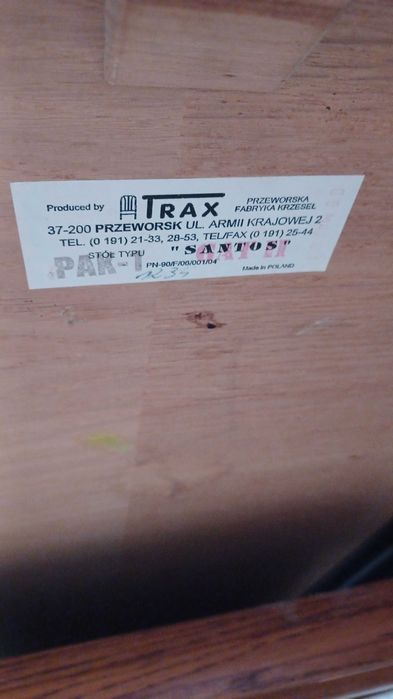 Produced by TRAX PRZEWORSKA
FABRYKA KRZESEŁ
37-200 PRZEWORSK UL. ARMII KRAJOWEJ 2
TEL. (0 191) 21-33, 28-53, TEL/FAX (0 191) 25-44
STÓŁ TYPU "SANTOS"
PAK-1
PN-90/F/06/001/04 Made in POLAND